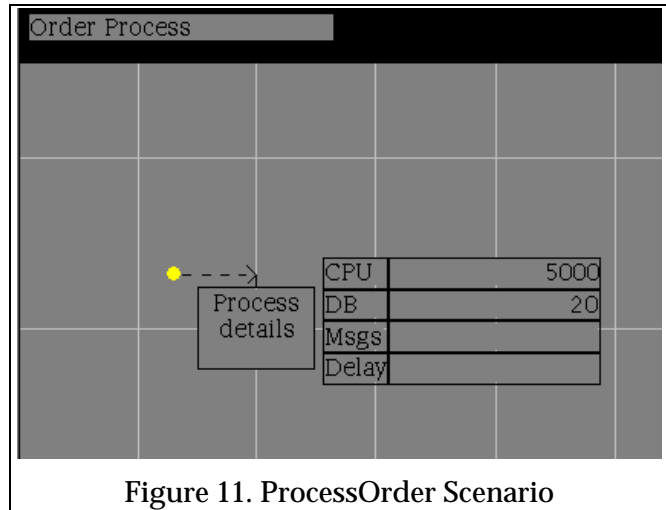 Order Process
CPU 5000
Process details
DB 20
Msgs
Delay
Figure 11. ProcessOrder Scenario